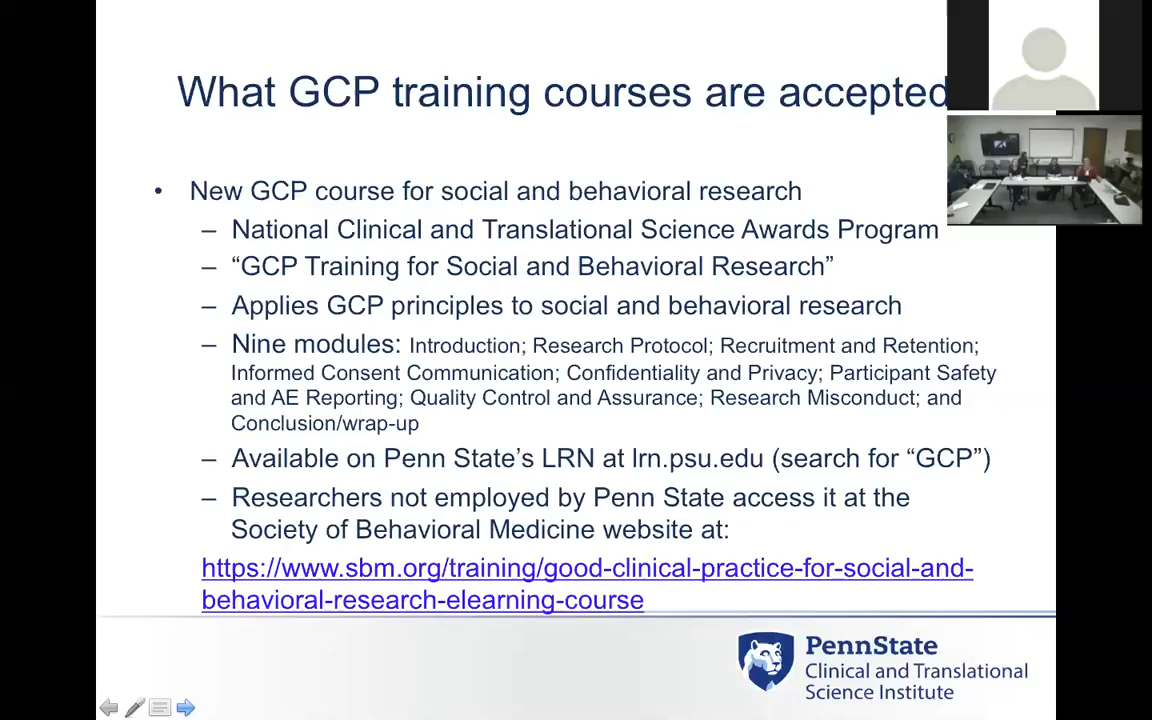 What GCP training courses are accepted
• New GCP course for social and behavioral research
– National Clinical and Translational Science Awards Program
– “GCP Training for Social and Behavioral Research”
– Applies GCP principles to social and behavioral research
– Nine modules: Introduction; Research Protocol; Recruitment and Retention;
Informed Consent Communication; Confidentiality and Privacy; Participant Safety
and AE Reporting; Quality Control and Assurance; Research Misconduct; and
Conclusion/wrap-up
– Available on Penn State’s LRN at lrn.psu.edu (search for “GCP”)
– Researchers not employed by Penn State access it at the
Society of Behavioral Medicine website at:
https://www.sbm.org/training/good-clinical-practice-for-social-and-
behavioral-research-elearning-course
PennState
Clinical and Translational
Science Institute